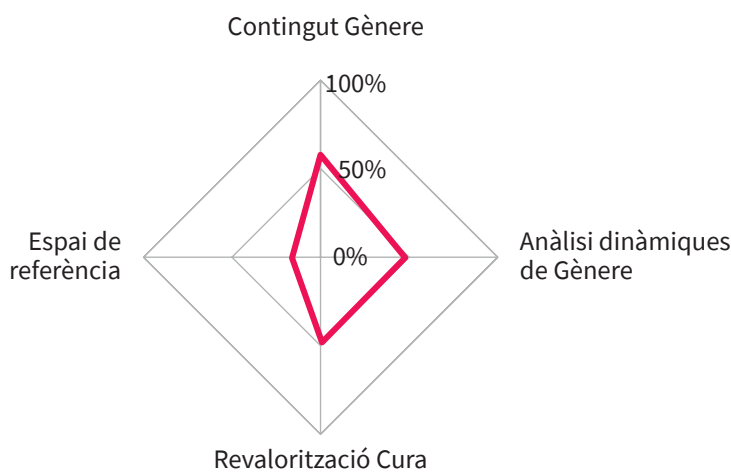 Contingut Gènere
100%
50%
Espai de
referència
0%
Anàlisi dinàmiques
de Gènere
Revalorització Cura